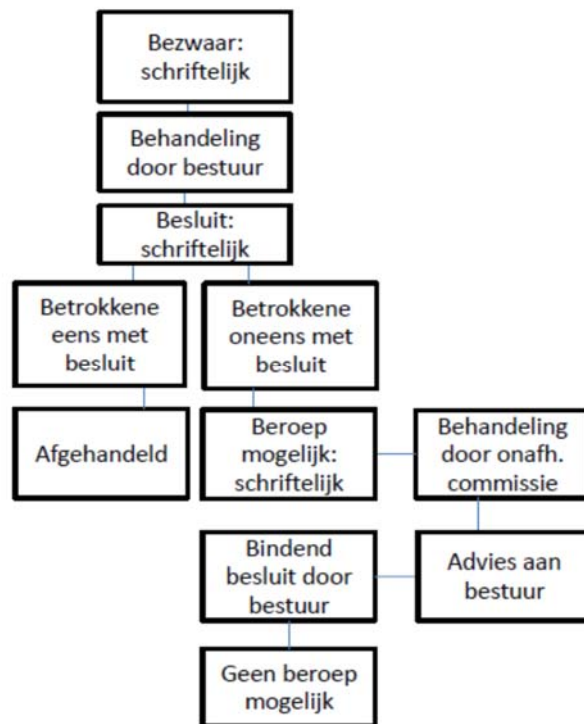 Bezwaar:
schriftelijk
Behandeling
door bestuur
Besluit:
schriftelijk
Betrokkene
eens met
besluit
Betrokkene
oneens met
besluit
Afgehandeld
Beroep
mogelijk:
schriftelijk
Behandeling
door onafh.
commissie
Advies aan
bestuur
Bindend
besluit door
bestuur
Geen beroep
mogelijk